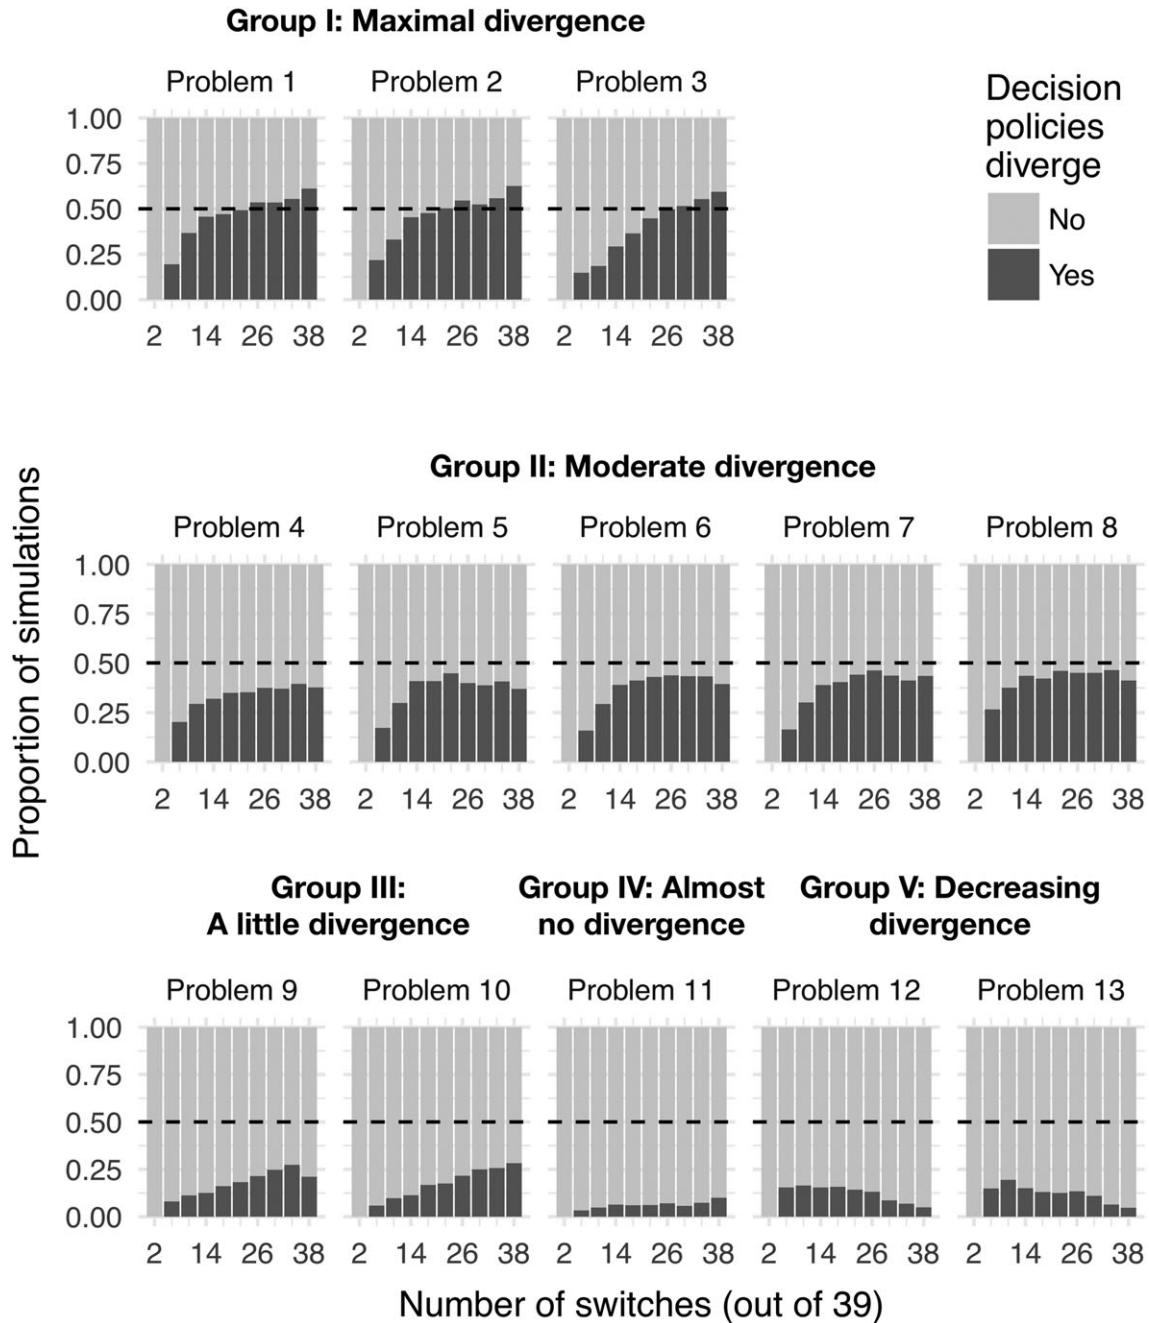 Group I: Maximal divergence
Problem 1 Problem 2 Problem 3
1.00
0.75
0.50
0.25
0.00
2 14 26 38 2 14 26 38 2 14 26 38
Decision
policies
diverge
No
Yes
Proportion of simulations
Group II: Moderate divergence
Problem 4 Problem 5 Problem 6 Problem 7 Problem 8
1.00
0.75
0.50
0.25
0.00
2 14 26 38 2 14 26 38 2 14 26 38 2 14 26 38 2 14 26 38
Group III:
A little divergence
Group IV: Almost
no divergence
Group V: Decreasing
divergence
Problem 9 Problem 10 Problem 11 Problem 12 Problem 13
1.00
0.75
0.50
0.25
0.00
2 14 26 38 2 14 26 38 2 14 26 38 2 14 26 38 2 14 26 38
Number of switches (out of 39)